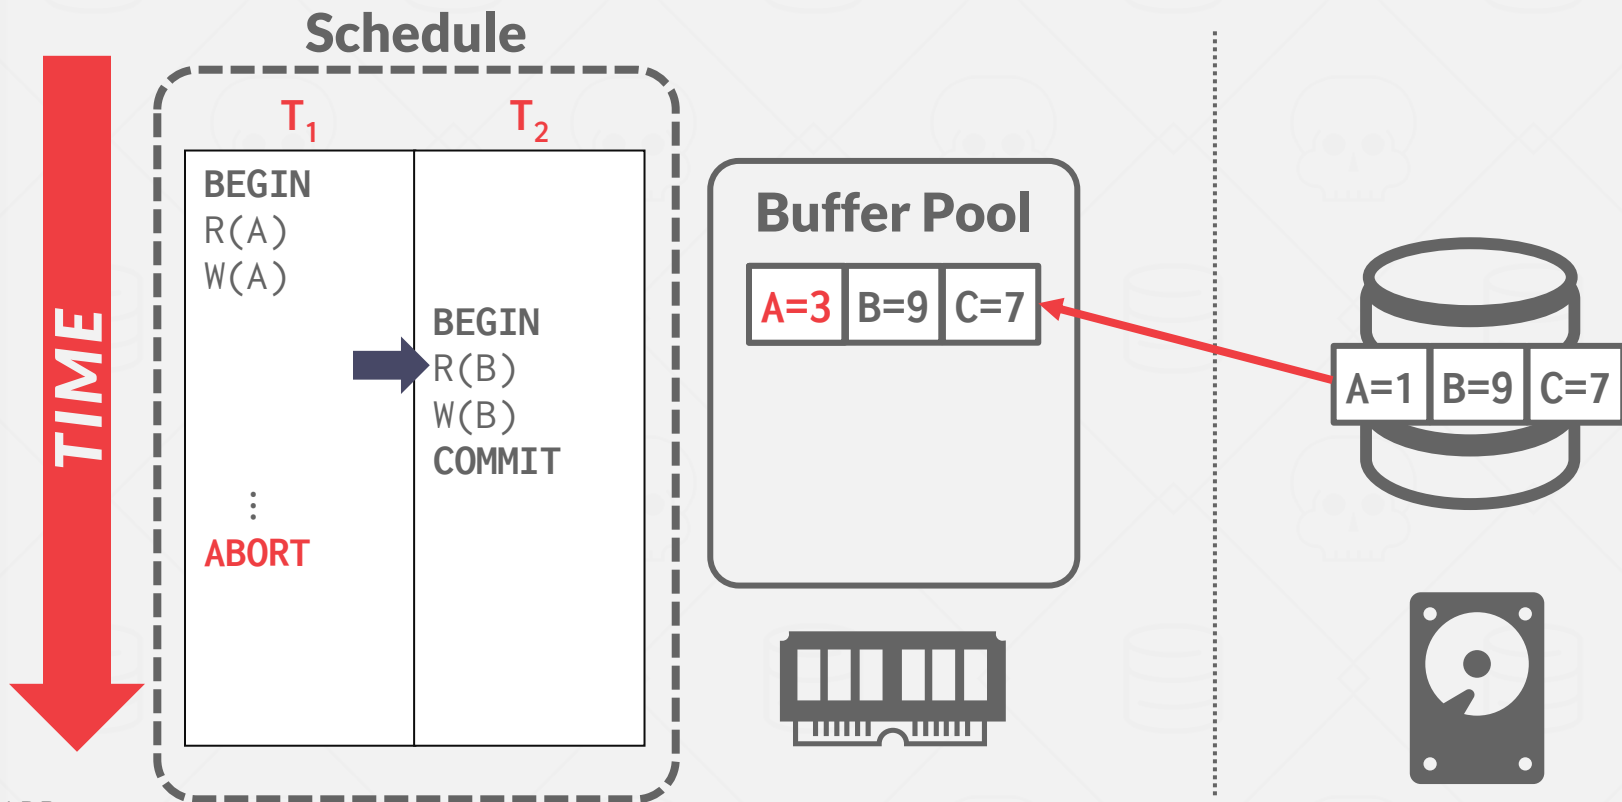 Schedule
TIME
T1
T2
BEGIN
R(A)
W(A)
⋮
ABORT
BEGIN
R(B)
W(B)
COMMIT
Buffer Pool
A=3 B=9 C=7
A=1 B=9 C=7